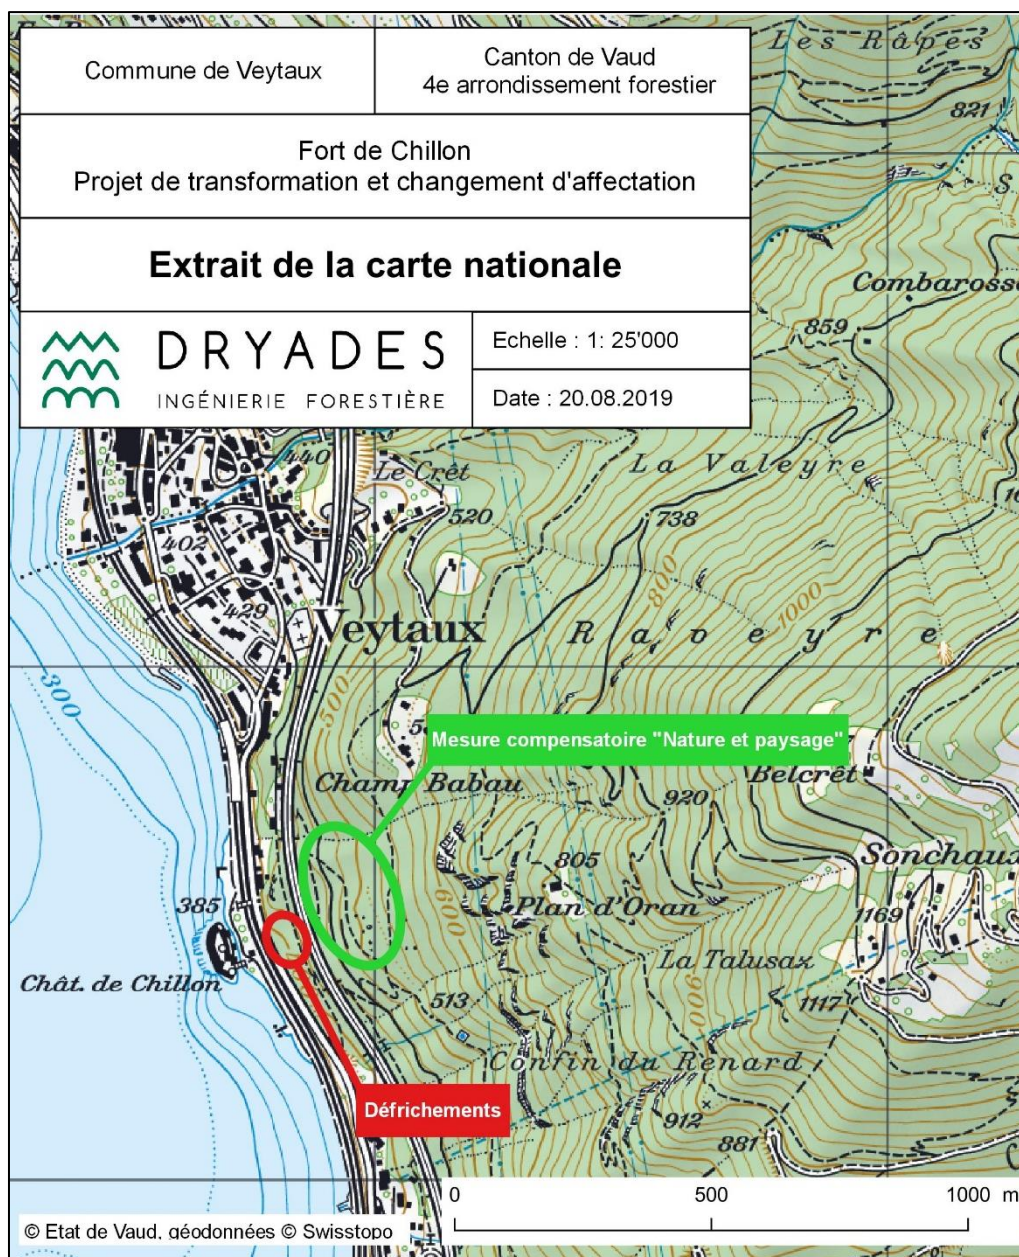 Commune de Veytaux
Canton de Vaud
4e arrondissement forestier
Fort de Chillon
Projet de transformation et changement d'affectation
Extrait de la carte nationale
DRYADES
INGÉNIERIE FORESTIÈRE
Echelle : 1: 25'000
Date : 20.08.2019
Les Râpes
821
Combarosse
859
440
Le Crêt
La Valeyre
520
738
402
800
1000
429
Veytaux
Raveyre
300
500
Mesure compensatoire "Nature et paysage"
Champ Babau
Belcrêt
920
805
Sonchaux
385
600
Plan d'Oran
1169
Chât. de Chillon
La Talusax
513
900
1117
Confin du Renard
Défrichements
912
881
0 500 1000 m
© Etat de Vaud, géodonnées © Swisstopo